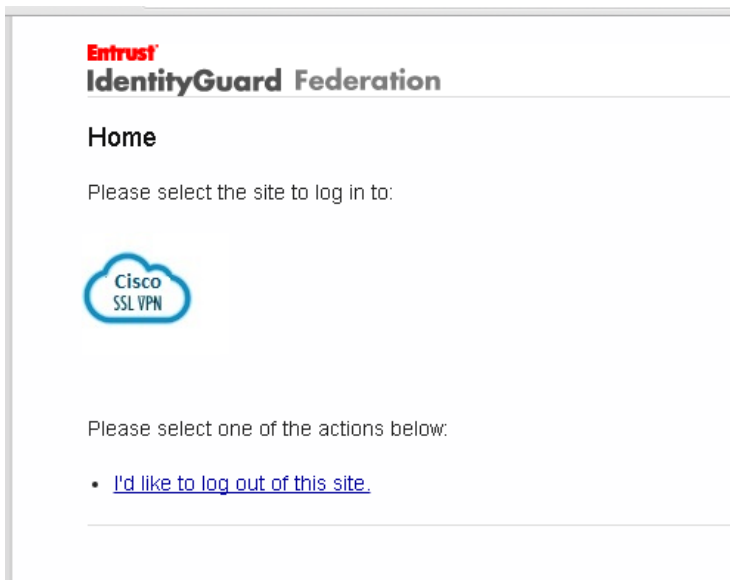 Entrust®
IdentityGuard Federation
Home
Please select the site to log in to:
Cisco
SSL VPN
Please select one of the actions below:
• I'd like to log out of this site.